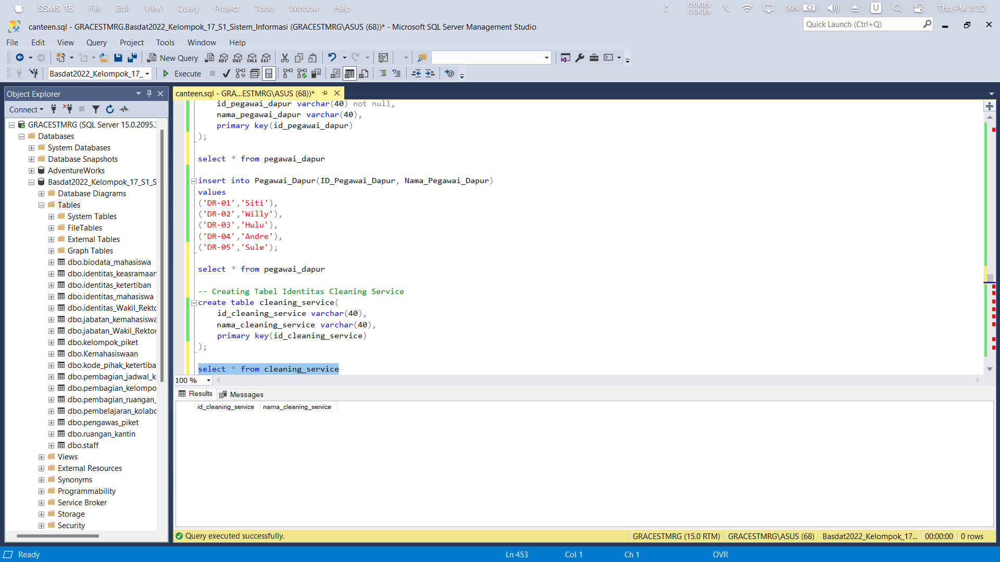 SSMS 18 File Edit View Query Project Tools Window Help 0.0KB/s 0.0KB/s 99% U Thu PM 3:32
canteen.sql - GRACESTMRG.Basdat2022_Kelompok_17_S1_Sistem_Informasi (GRACESTMRG\ASUS (68))* - Microsoft SQL Server Management Studio
Quick Launch (Ctrl+Q)
File Edit View Query Project Tools Window Help
New Query MDX DMX XMLA DAX
Basdat2022_Kelompok_17_ Execute
Object Explorer
Connect
GRACESTMRG (SQL Server 15.0.2095.3
Databases
System Databases
Database Snapshots
AdventureWorks
Basdat2022_Kelompok_17_S1_S
Database Diagrams
Tables
System Tables
FileTables
External Tables
Graph Tables
dbo.biodata_mahasiswa
dbo.identitas_keasramaan
dbo.identitas_ketertiban
dbo.identitas_mahasiswa
dbo.identitas_Wakil_Rekto
dbo.jabatan_kemahasiswa
dbo.jabatan_Wakil_Rektor
dbo.kelompok_piket
dbo.Kemahasiswaan
dbo.kode_pihak_ketertiba
dbo.pembagian_jadwal_k
dbo.pembagian_kelompo
dbo.pembagian_ruangan_
dbo.pembelajaran_kolabo
dbo.pengawas_piket
dbo.ruangan_kantin
dbo.staff
Views
External Resources
Synonyms
Programmability
Service Broker
Storage
Security
canteen.sql - GRA...ESTMRG\ASUS (68))*
id_pegawai_dapur varchar(40) not null,
nama_pegawai_dapur varchar(40),
primary key(id_pegawai_dapur)
);
select * from pegawai_dapur
insert into Pegawai_Dapur(ID_Pegawai_Dapur, Nama_Pegawai_Dapur)
values
('DR-01','Siti'),
('DR-02','Willy'),
('DR-03','Hulu'),
('DR-04','Andre'),
('DR-05','Sule');
select * from pegawai_dapur
-- Creating Tabel Identitas Cleaning Service
create table cleaning_service(
id_cleaning_service varchar(40),
nama_cleaning_service varchar(40),
primary key(id_cleaning_service)
);
select * from cleaning_service
100 %
Results Messages
id_cleaning_service nama_cleaning_service
Query executed successfully. GRACESTMRG (15.0 RTM) GRACESTMRG\ASUS (68) Basdat2022_Kelompok_17... 00:00:00 0 rows
Ready Ln 453 Col 1 Ch 1 OVR